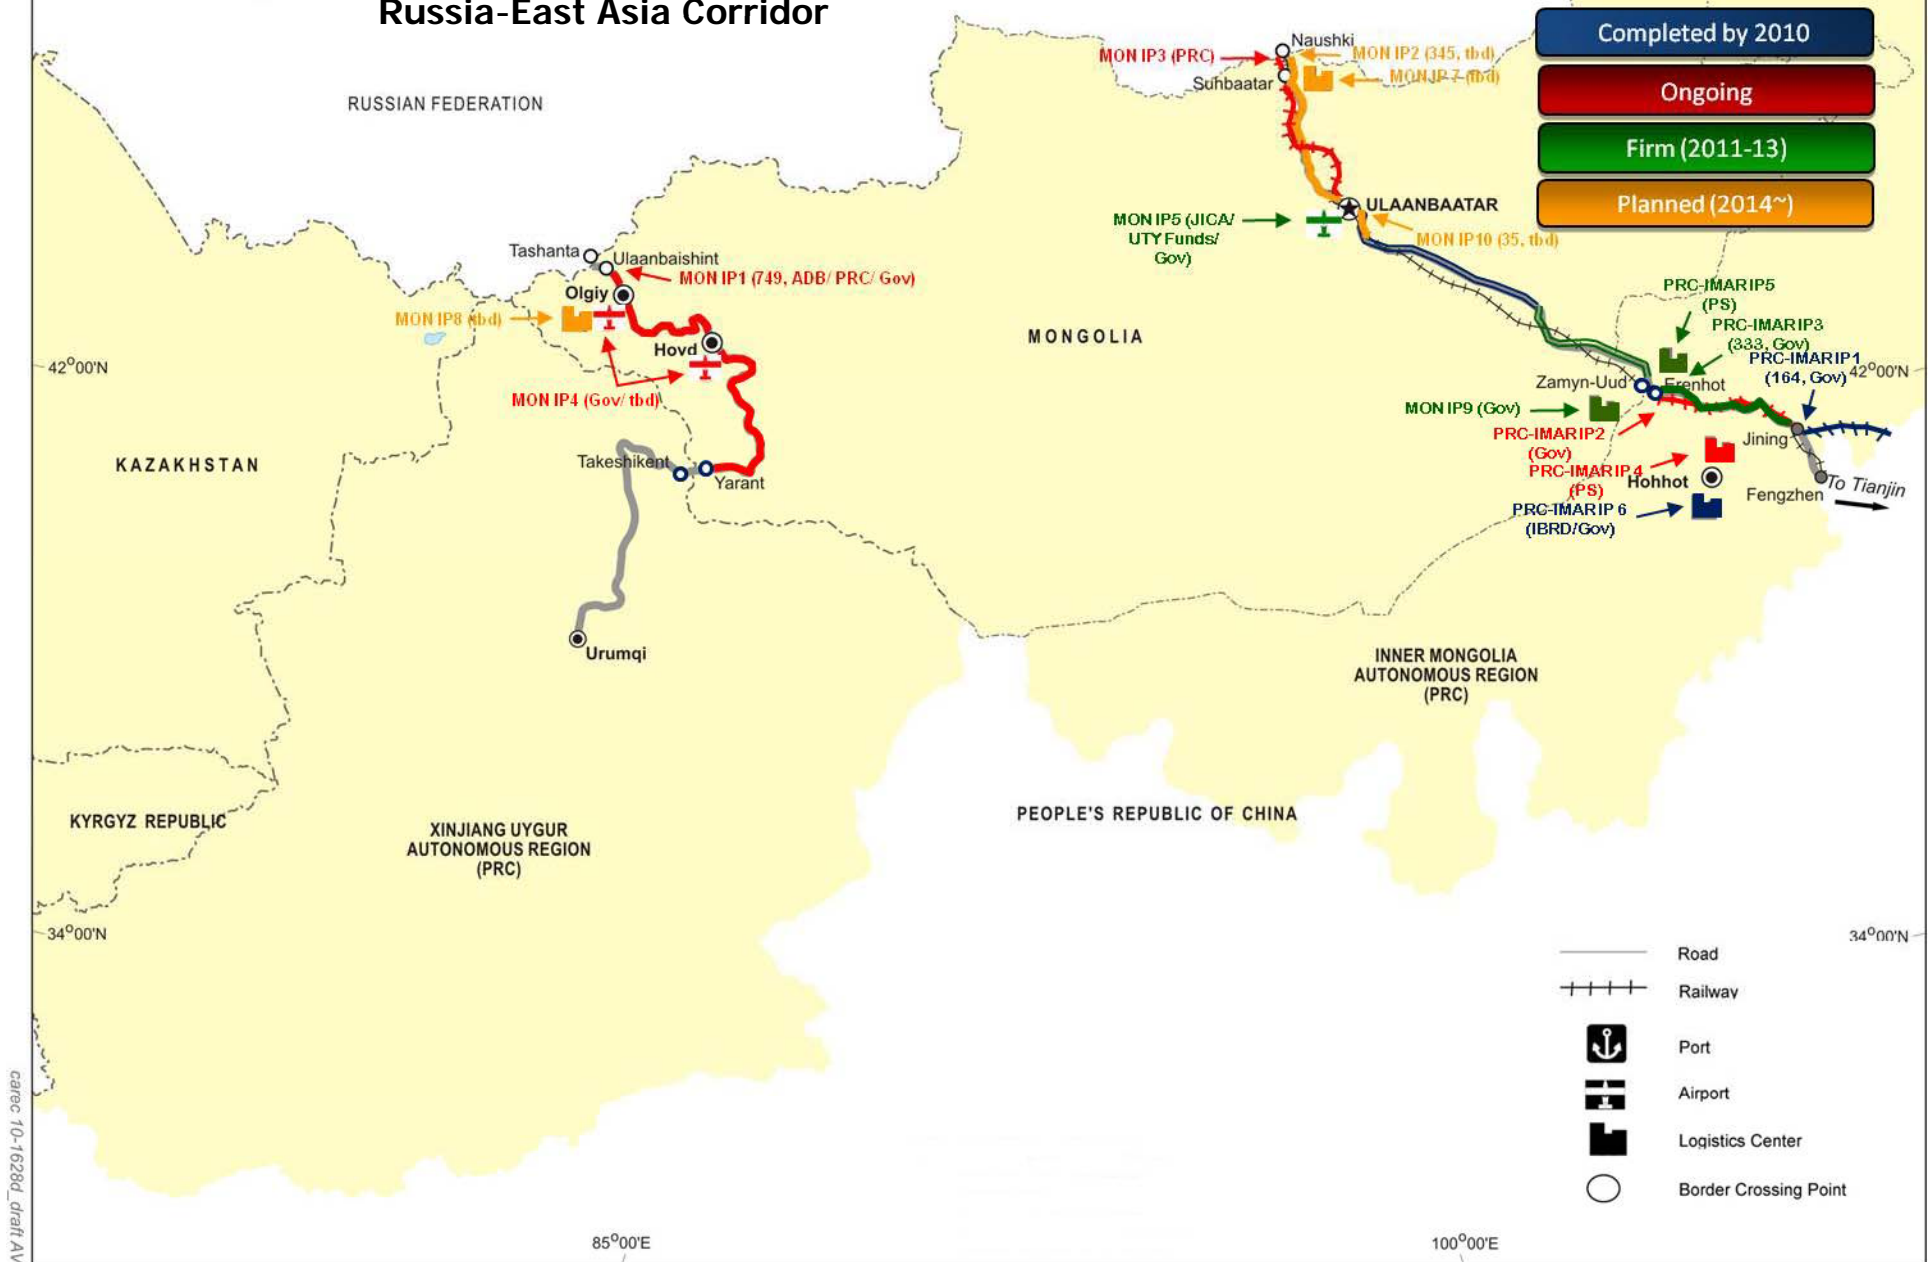 Russia-East Asia Corridor
Completed by 2010
Ongoing
Firm (2011-13)
Planned (2014~)
Naushki
MON IP3 (PRC)
MON IP2 (345, tbd)
MON IP 7 (tbd)
Suhbaatar
RUSSIAN FEDERATION
ULAANBAATAR
MON IP5 (JICA/
UTY Funds/
Gov)
MON IP10 (35, tbd)
Tashanta
Ulaanbaishint
MON IP1 (749, ADB/ PRC/ Gov)
Olgiy
MON IP8 (tbd)
PRC-IMAR IP5
(PS)
PRC-IMAR IP3
(333, Gov)
MONGOLIA
Hovd
PRC-IMAR IP1
(164, Gov)
42°00'N
42°00'N
Zamyn-Uud
Erenhot
MON IP4 (Gov/ tbd)
MON IP9 (Gov)
PRC-IMAR IP2
(Gov)
Jining
KAZAKHSTAN
Takeshikent
Yarant
PRC-IMAR IP 4
(PS)
Hohhot
To Tianjin
Fengzhen
PRC-IMAR IP 6
(IBRD/Gov)
Urumqi
INNER MONGOLIA
AUTONOMOUS REGION
(PRC)
KYRGYZ REPUBLIC
XINJIANG UYGUR
AUTONOMOUS REGION
(PRC)
PEOPLE'S REPUBLIC OF CHINA
34°00'N
34°00'N
Road
Railway
Port
Airport
Logistics Center
Border Crossing Point
85°00'E
100°00'E
carec 10-1628d_draft AV